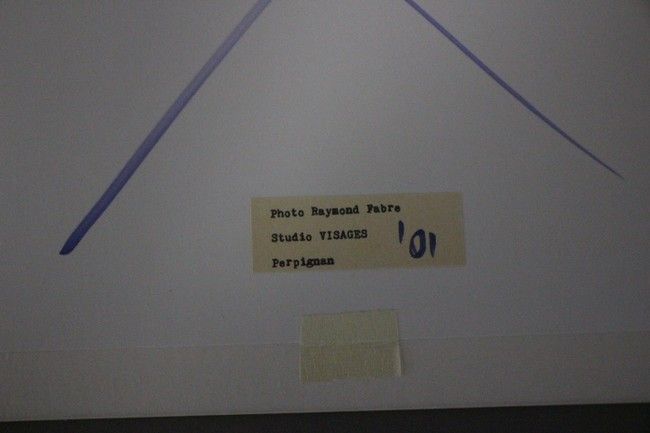 Photo Raymond Fabre
Studio VISAGES
Perpignan
'01